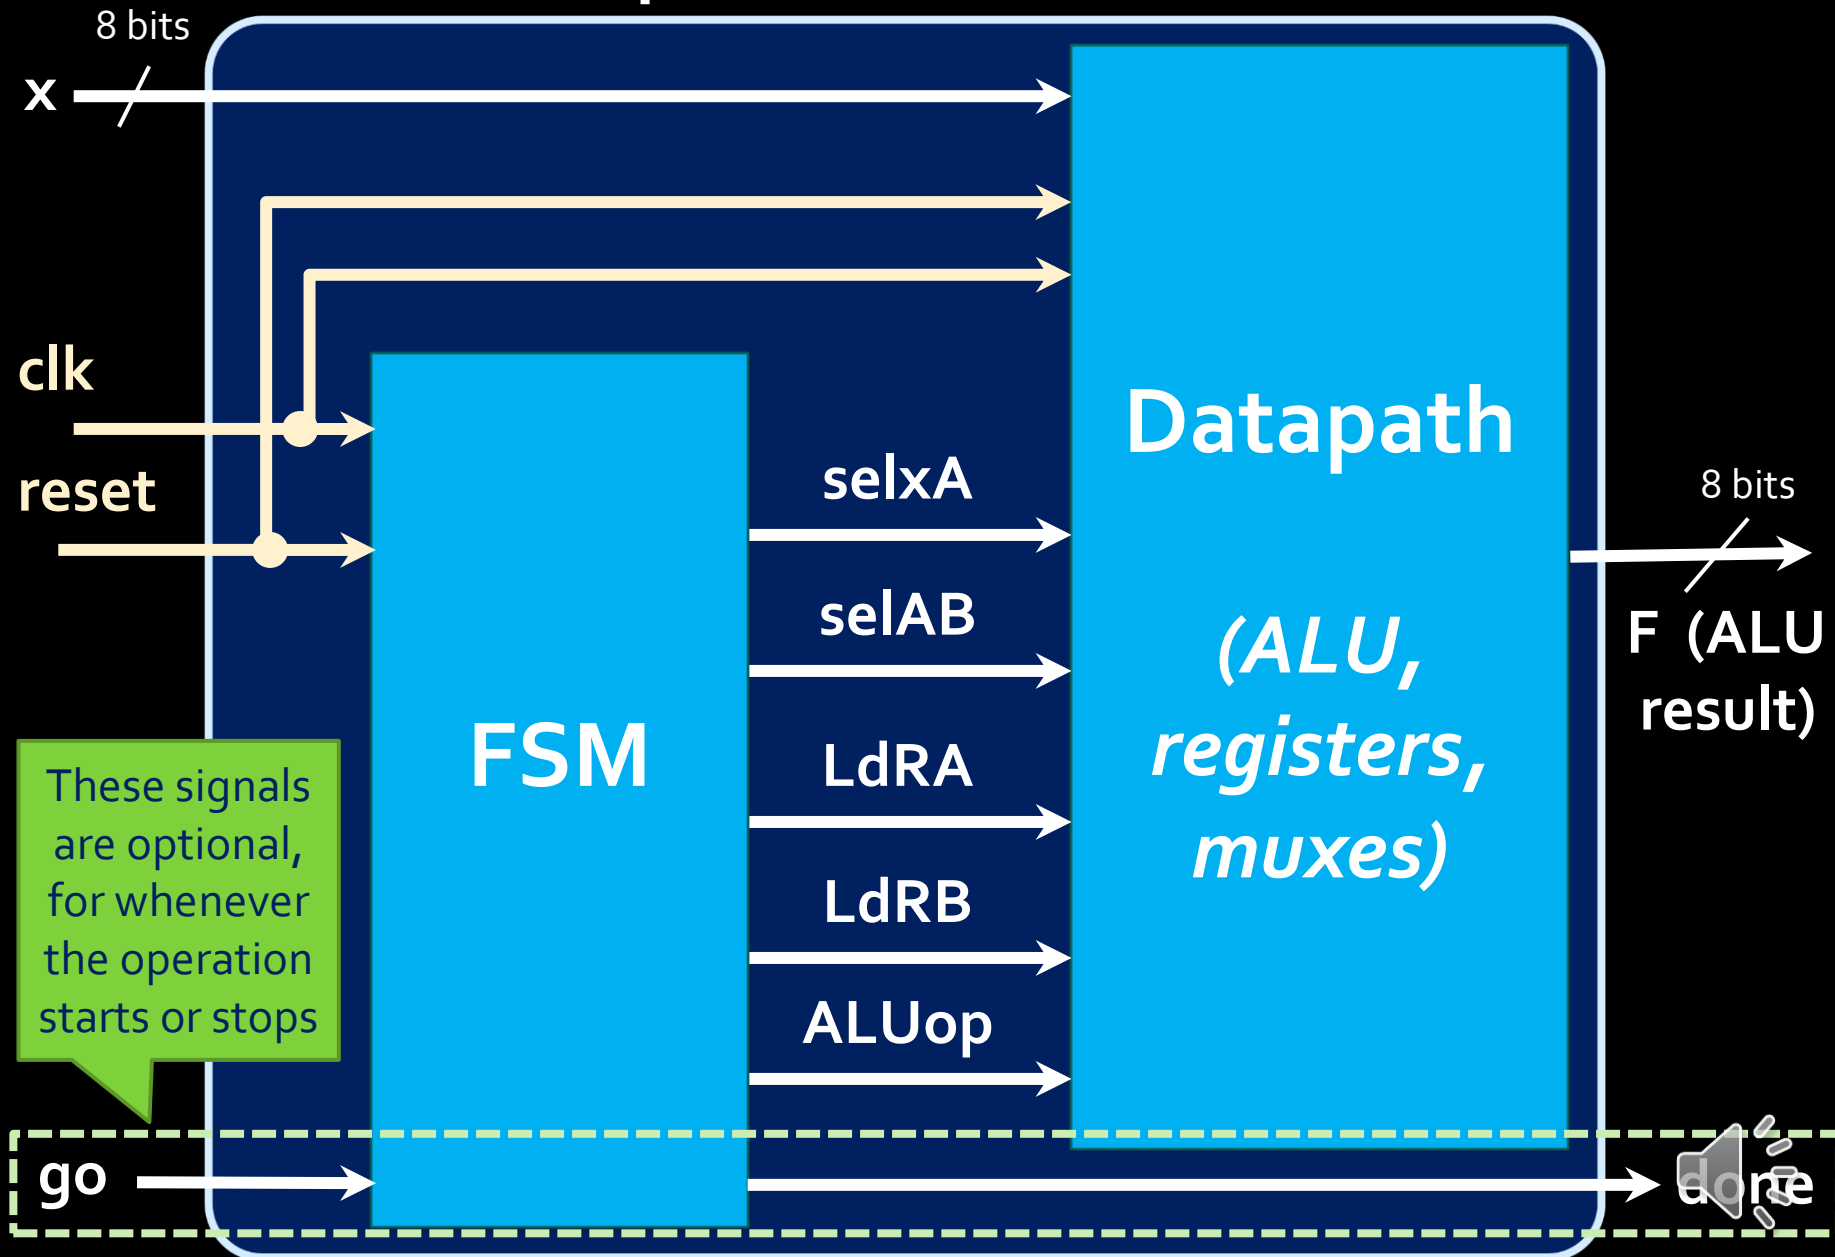 8 bits
x
clk
reset
selxA
selAB
LdRA
LdRB
ALUop
FSM
Datapath
(ALU,
registers,
muxes)
8 bits
F (ALU
result)
These signals
are optional,
for whenever
the operation
starts or stops
go
done